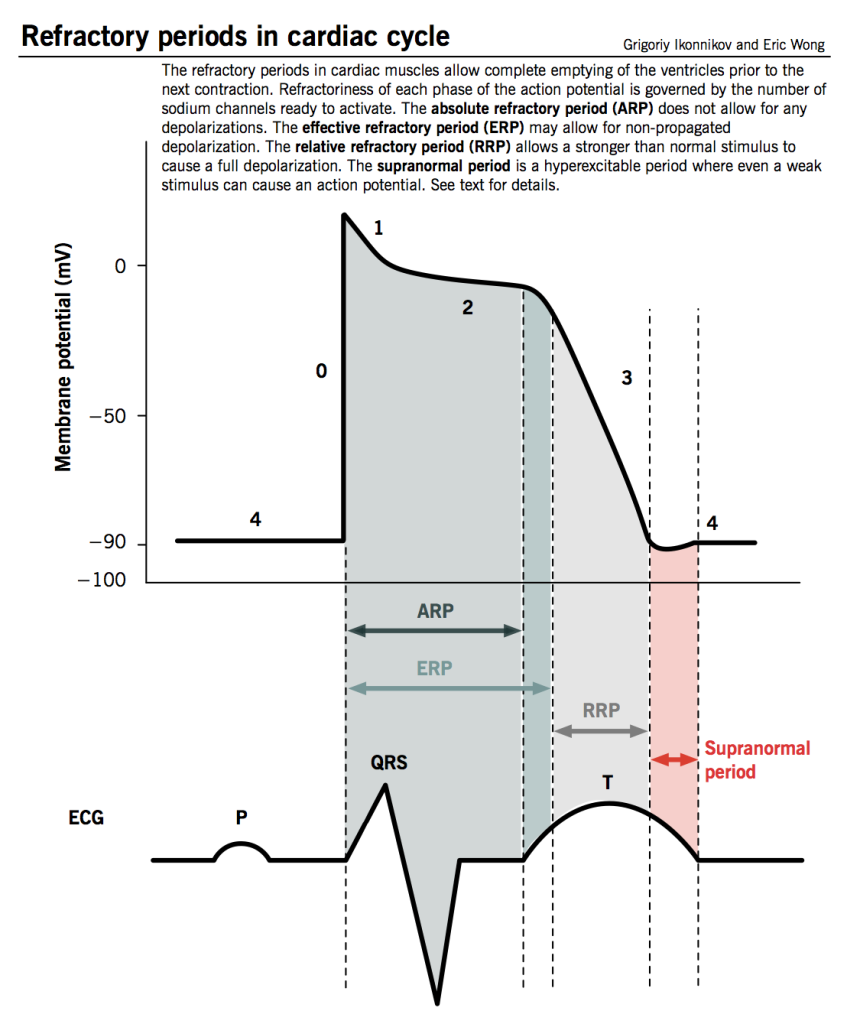 Refractory periods in cardiac cycle
Grigoriy Ikonnikov and Eric Wong
The refractory periods in cardiac muscles allow complete emptying of the ventricles prior to the
next contraction. Refractoriness of each phase of the action potential is governed by the number of
sodium channels ready to activate. The absolute refractory period (ARP) does not allow for any
depolarizations. The effective refractory period (ERP) may allow for non-propagated
depolarization. The relative refractory period (RRP) allows a stronger than normal stimulus to
cause a full depolarization. The supranormal period is a hyperexcitable period where even a weak
stimulus can cause an action potential. See text for details.
Membrane potential (mV)
0
−50
−90
−100
4
0
1
2
3
4
ARP
ERP
RRP
Supranormal
period
ECG
P
QRS
T